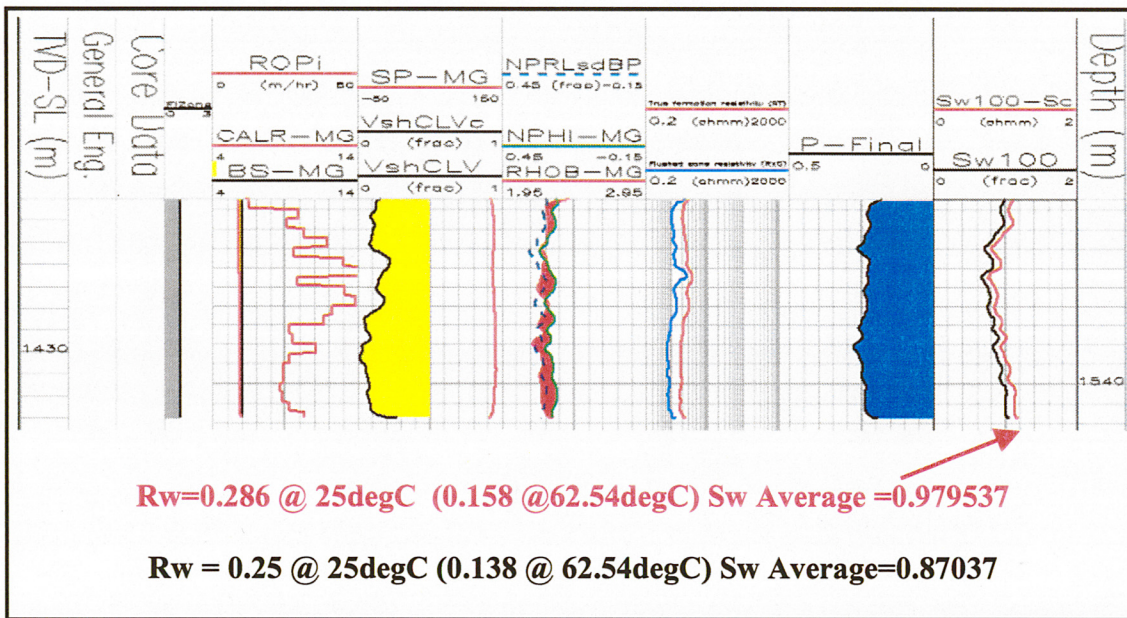 TVD-SL (m)
General Eng.
Core Data
FlZone
0 3
ROPi
0 (m/hr) 50
CALR-MG
4 14
BS-MG
4 14
SP-MG
-50 150
VshCLVc
0 (frac) 1
VshCLV
0 (frac) 1
NPRLsdBP
0.45 (frac) -0.15
NPHI-MG
0.45 -0.15
RHOB-MG
1.95 2.95
True formation resistivity (RT)
0.2 (ohmm) 2000
Flushed zone resistivity (RXO)
0.2 (ohmm) 2000
P-Final
0.5 0
Sw100-Sc
0 (ohmm) 2
Sw100
0 (frac) 2
Depth (m)
1430
1540
Rw=0.286 @ 25degC (0.158 @62.54degC) Sw Average =0.979537
Rw = 0.25 @ 25degC (0.138 @ 62.54degC) Sw Average=0.87037